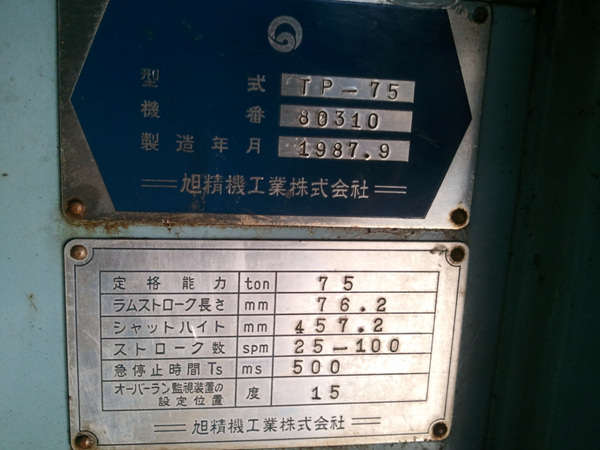 型式 TP-75
機番 80310
製造年月 1987.9
旭精機工業株式会社
定格能力 ton 75
ラムストローク長さ mm 76.2
シャットハイト mm 457.2
ストローク数 spm 25-100
急停止時間Ts ms 500
オーバーラン監視装置の
設定位置 度 15
旭精機工業株式会社